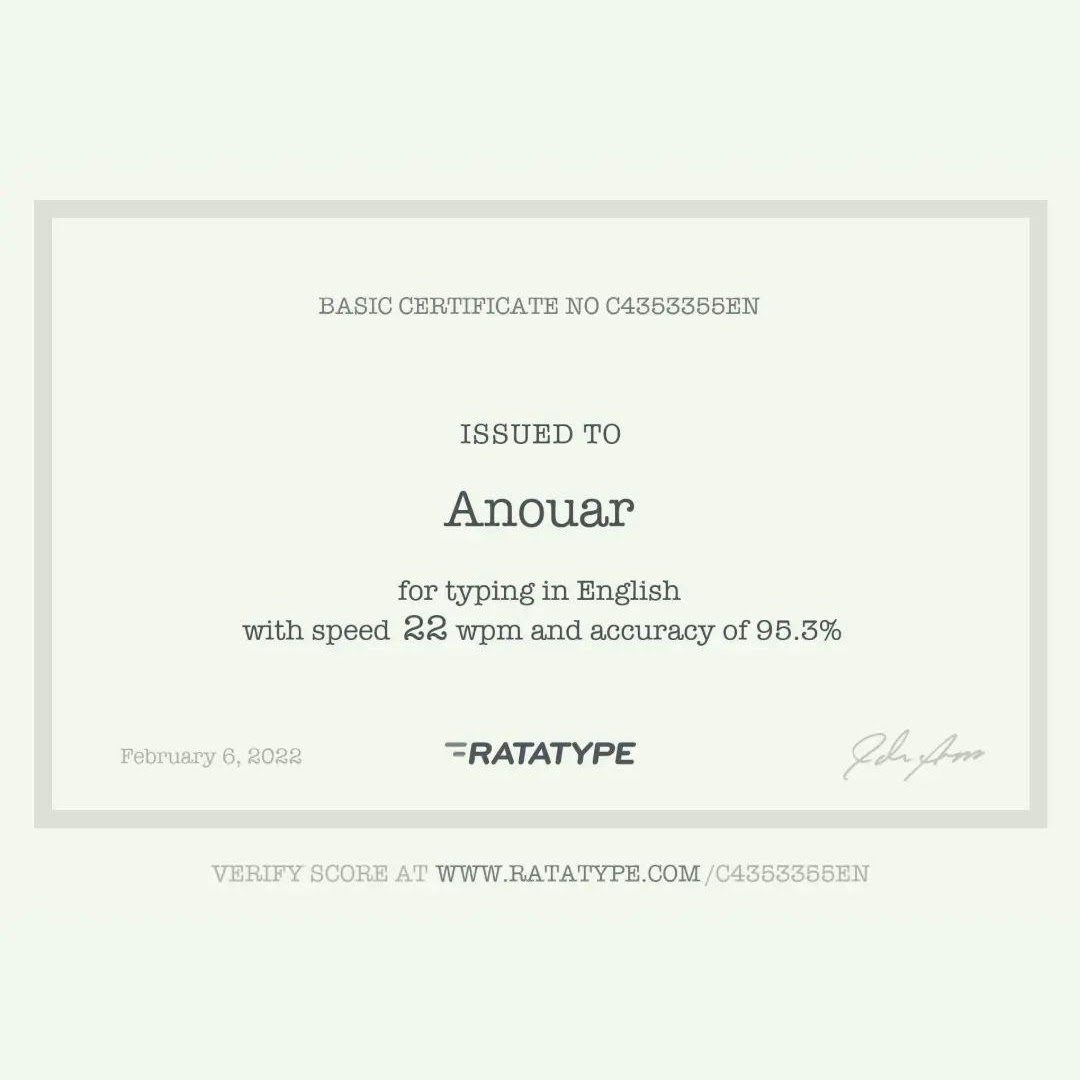 BASIC CERTIFICATE NO C4353355EN
ISSUED TO
Anouar
for typing in English
with speed 22 wpm and accuracy of 95.3%
February 6, 2022
RATATYPE
VERIFY SCORE AT WWW.RATATYPE.COM/C4353355EN